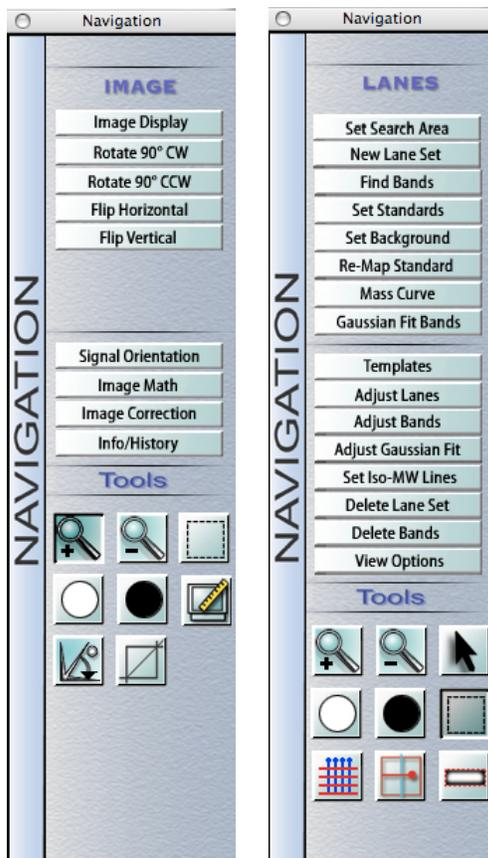 Navigation
NAVIGATION
IMAGE
Image Display
Rotate 90° CW
Rotate 90° CCW
Flip Horizontal
Flip Vertical
Signal Orientation
Image Math
Image Correction
Info/History
Tools
Navigation
NAVIGATION
LANES
Set Search Area
New Lane Set
Find Bands
Set Standards
Set Background
Re-Map Standard
Mass Curve
Gaussian Fit Bands
Templates
Adjust Lanes
Adjust Bands
Adjust Gaussian Fit
Set Iso-MW Lines
Delete Lane Set
Delete Bands
View Options
Tools